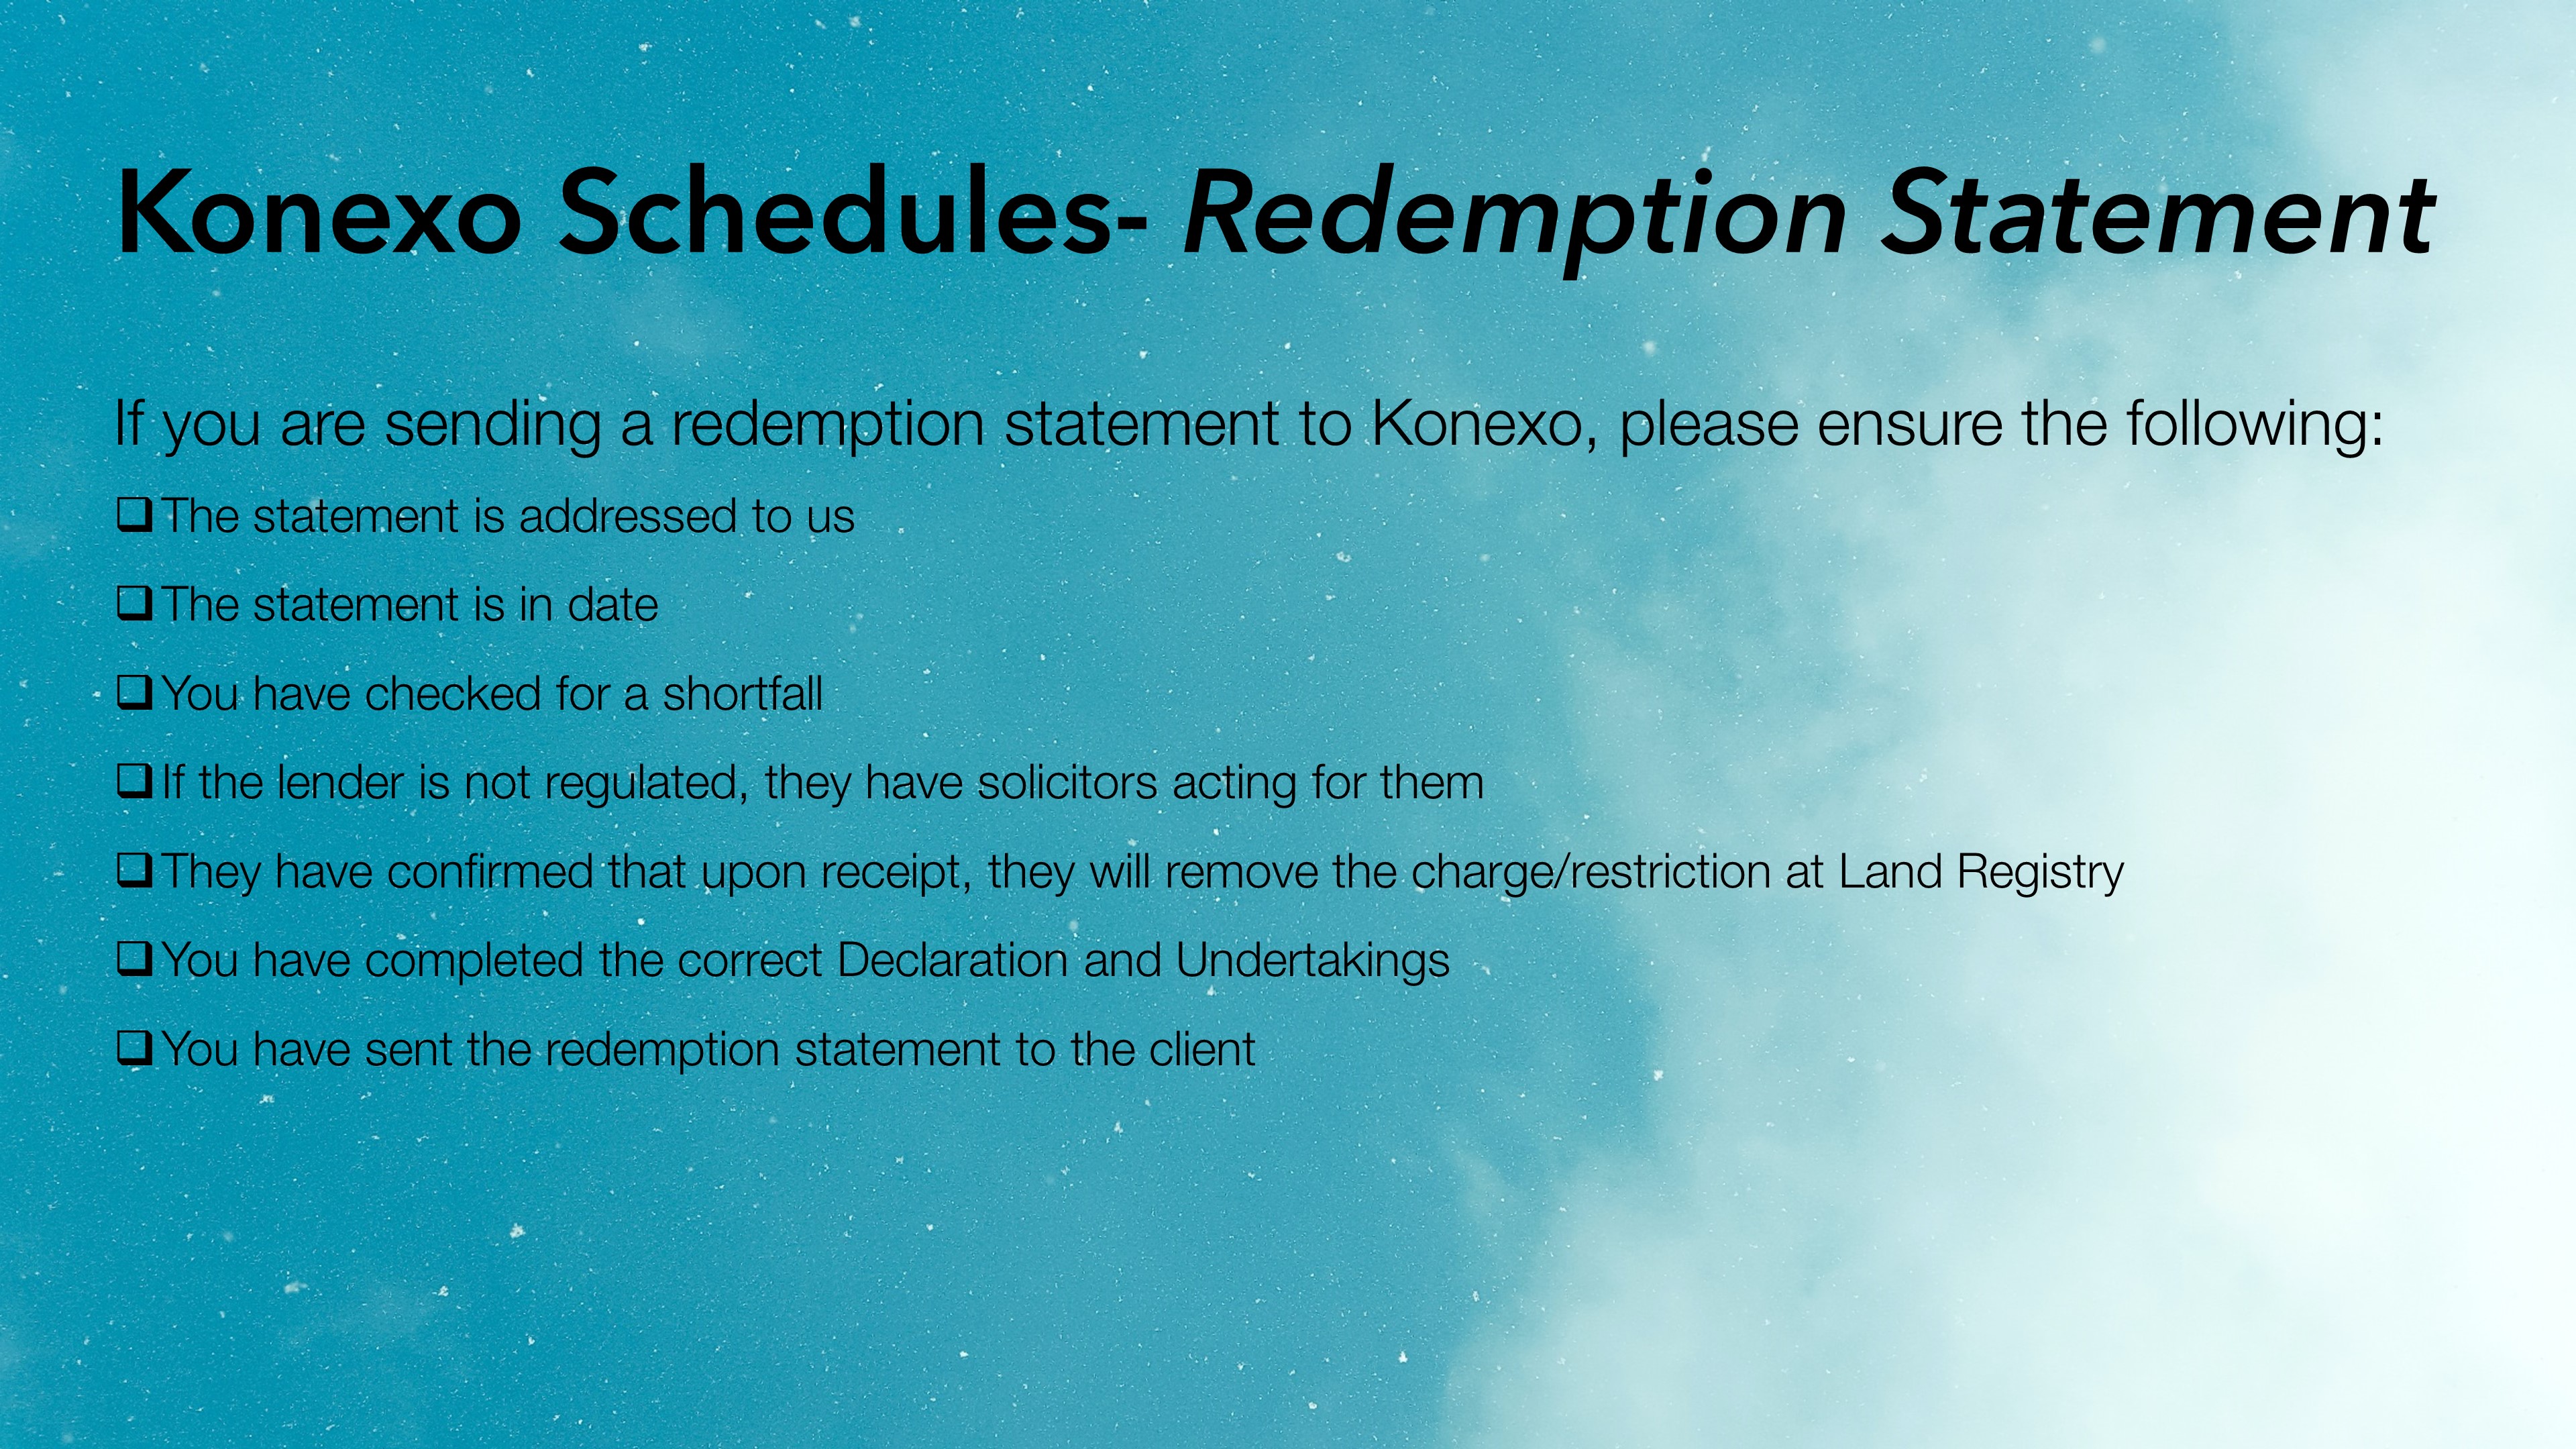 Konexo Schedules- Redemption Statement
If you are sending a redemption statement to Konexo, please ensure the following:
❑ The statement is addressed to us
❑ The statement is in date
❑ You have checked for a shortfall
❑ If the lender is not regulated, they have solicitors acting for them
❑ They have confirmed that upon receipt, they will remove the charge/restriction at Land Registry
❑ You have completed the correct Declaration and Undertakings
❑ You have sent the redemption statement to the client